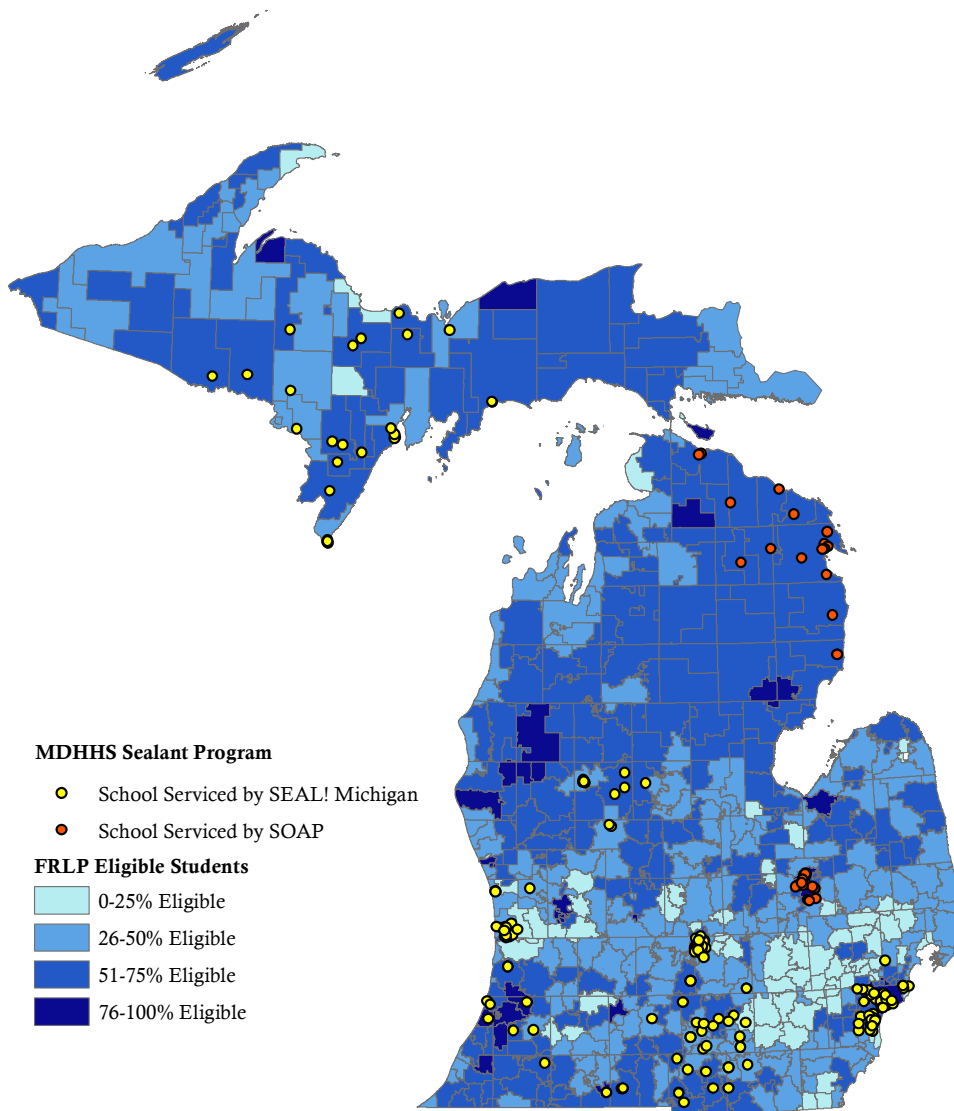 MDHHS Sealant Program
School Serviced by SEAL! Michigan
School Serviced by SOAP
FRLP Eligible Students
0-25% Eligible
26-50% Eligible
51-75% Eligible
76-100% Eligible